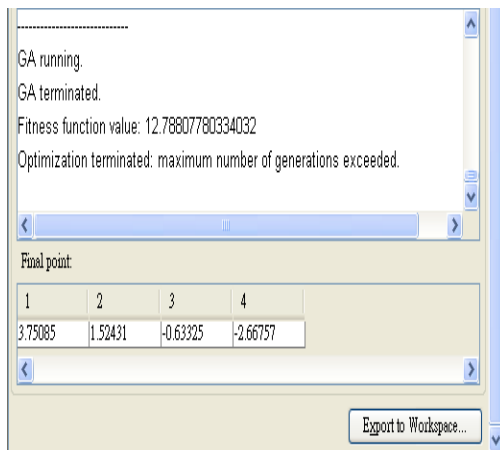 ----------------------------
GA running.
GA terminated.
Fitness function value: 12.78807780334032
Optimization terminated: maximum number of generations exceeded.
Final point:
1 2 3 4
3.75085 1.52431 -0.63325 -2.66757
Export to Workspace...